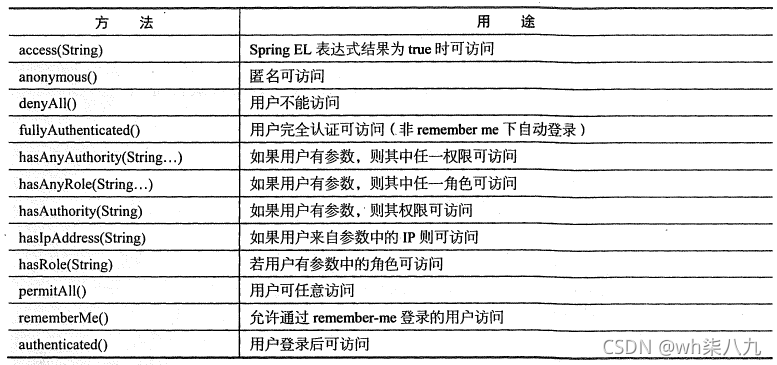 方 法 用 途
access(String) Spring EL 表达式结果为 true 时可访问
anonymous() 匿名可访问
denyAll() 用户不能访问
fullyAuthenticated() 用户完全认证可访问（非 remember me 下自动登录）
hasAnyAuthority(String…) 如果用户有参数，则其中任一权限可访问
hasAnyRole(String…) 如果用户有参数，则其中任一角色可访问
hasAuthority(String) 如果用户有参数，则其权限可访问
hasIpAddress(String) 如果用户来自参数中的 IP 则可访问
hasRole(String) 若用户有参数中的角色可访问
permitAll() 用户可任意访问
rememberMe() 允许通过 remember-me 登录的用户访问
authenticated() 用户登录后可访问
CSDN @wh柒八九